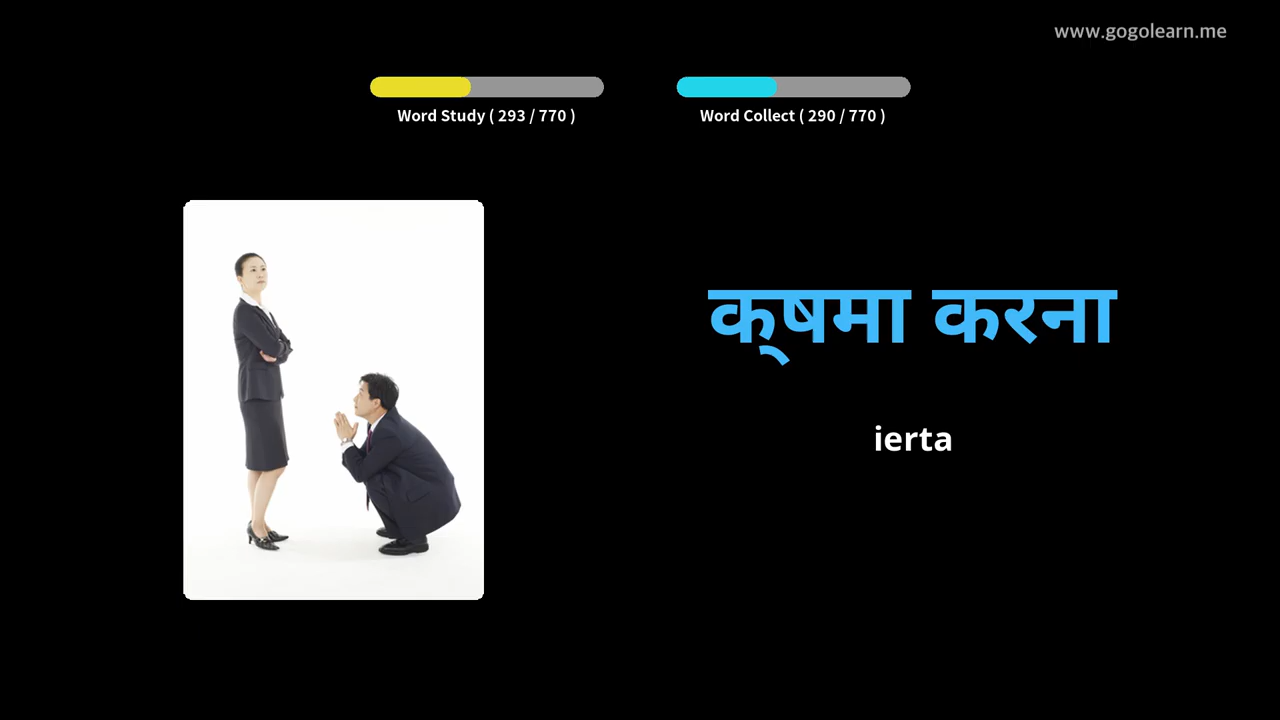 www.gogolearn.me
Word Study ( 293 / 770 )
Word Collect ( 290 / 770 )
क्षमा करना
ierta